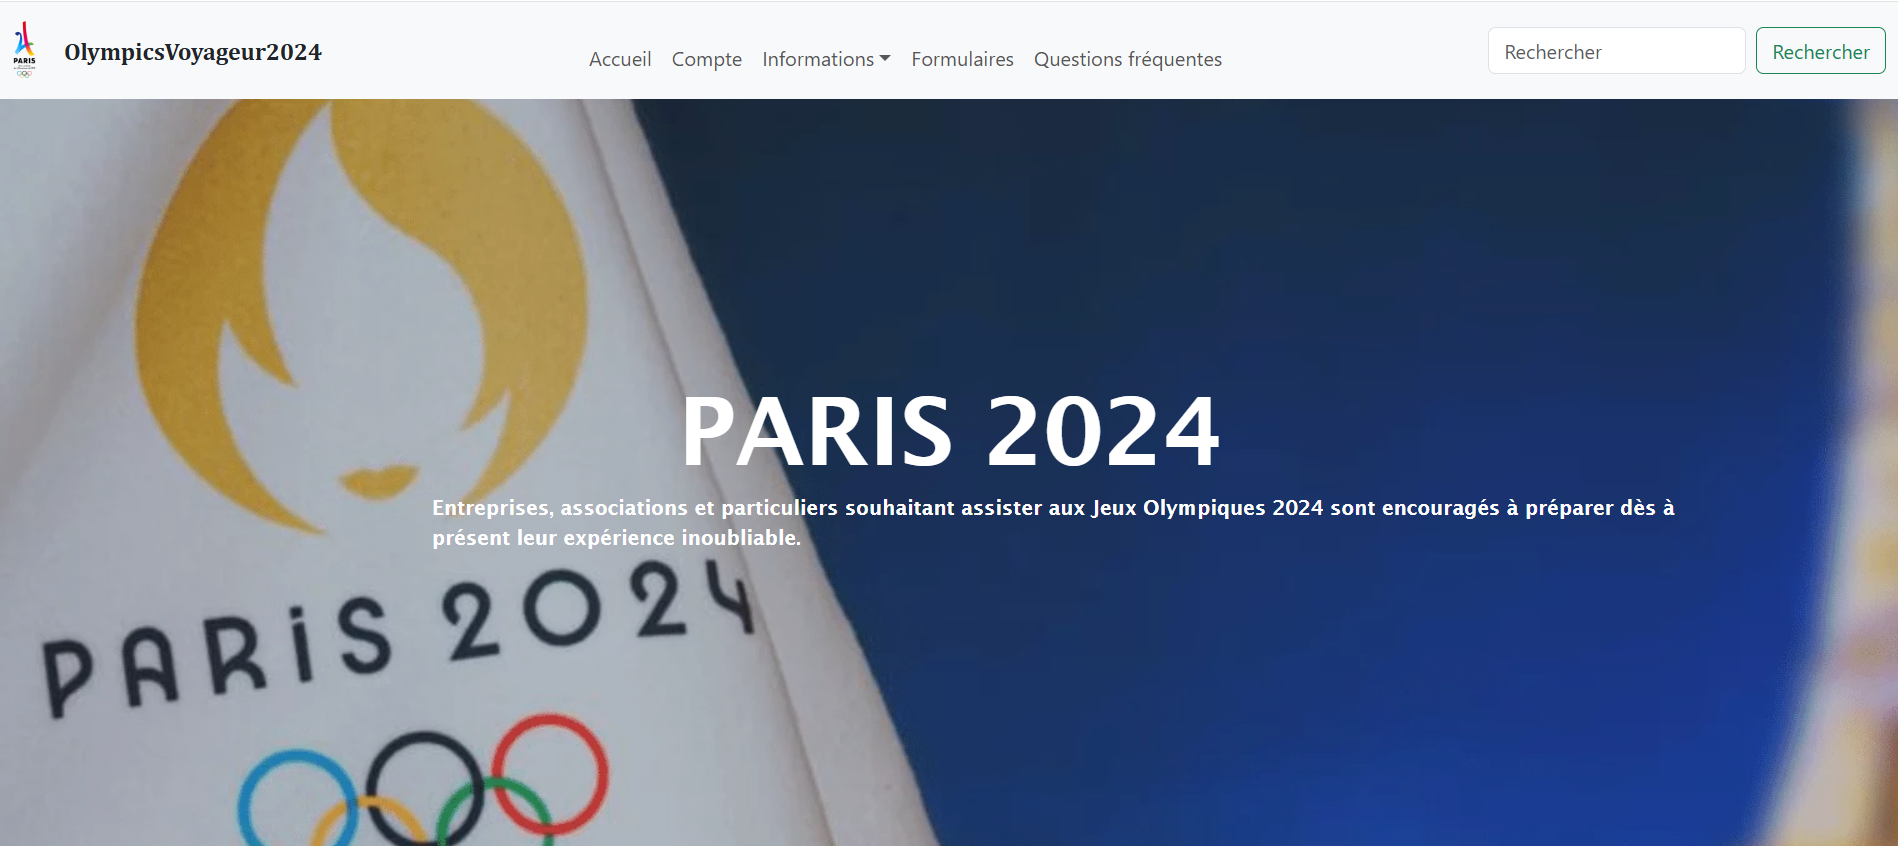 PARIS
OlympicsVoyageur2024
Accueil Compte Informations Formulaires Questions fréquentes
Rechercher
Rechercher
PARIS 2024
Entreprises, associations et particuliers souhaitant assister aux Jeux Olympiques 2024 sont encouragés à préparer dès à
présent leur expérience inoubliable.
PARIS 2024